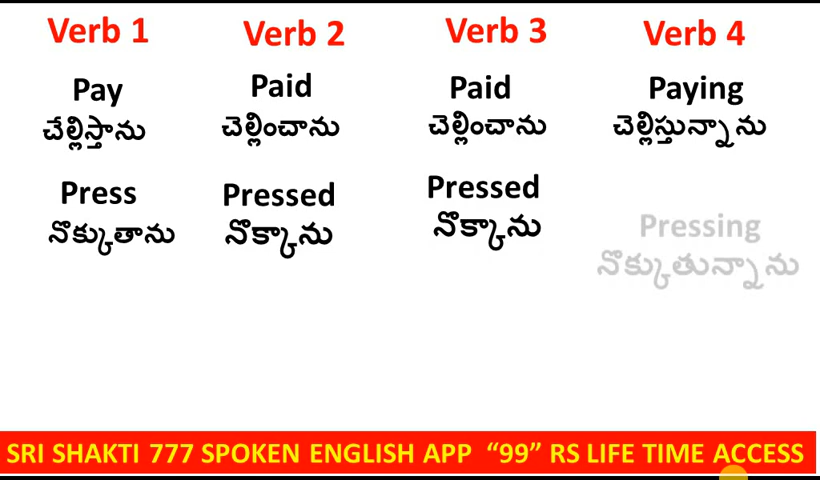 Verb 1 Verb 2 Verb 3 Verb 4
Pay Paid Paid Paying
చేల్లిస్తాను చెల్లించాను చెల్లించాను చెల్లిస్తున్నాను
Press Pressed Pressed Pressing
నొక్కుతాను నొక్కాను నొక్కాను నొక్కుతున్నాను
SRI SHAKTI 777 SPOKEN ENGLISH APP “99” RS LIFE TIME ACCESS